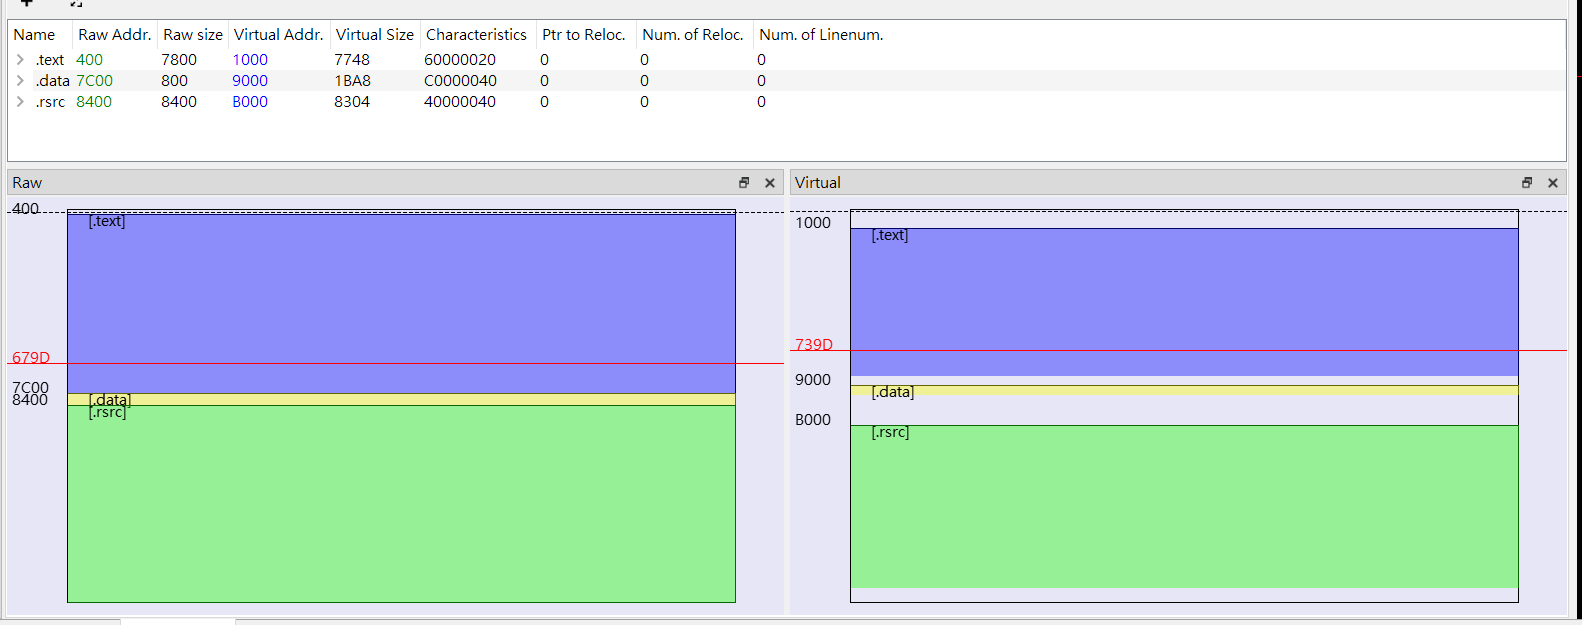 Name Raw Addr. Raw size Virtual Addr. Virtual Size Characteristics Ptr to Reloc. Num. of Reloc. Num. of Linenum.
.text 400 7800 1000 7748 60000020 0 0 0
.data 7C00 800 9000 1BA8 C0000040 0 0 0
.rsrc 8400 8400 B000 8304 40000040 0 0 0
Raw
400
[.text]
679D
7C00
[.data]
8400
[.rsrc]
Virtual
1000
[.text]
739D
9000
[.data]
B000
[.rsrc]